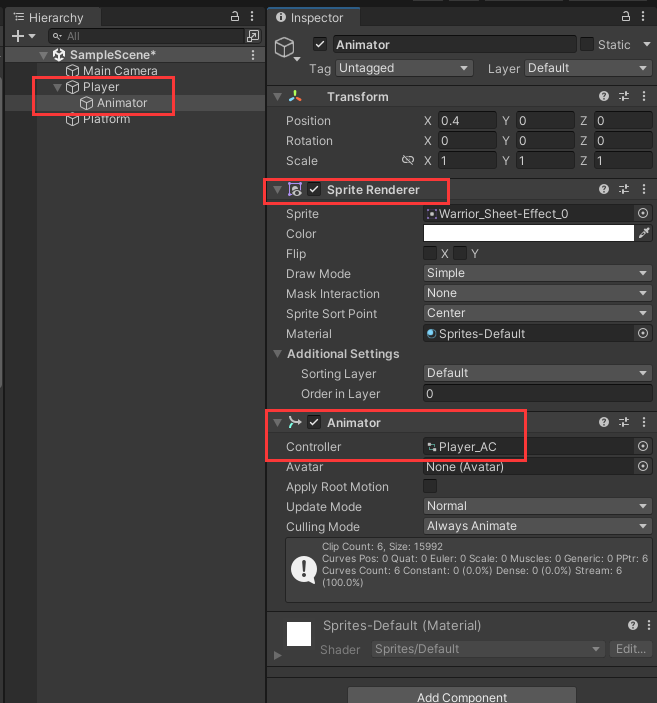 Hierarchy
All
SampleScene*
Main Camera
Player
Animator
Platform
Inspector
Animator
Static
Tag Untagged Layer Default
Transform
Position X 0.4 Y 0 Z 0
Rotation X 0 Y 0 Z 0
Scale X 1 Y 1 Z 1
Sprite Renderer
Sprite Warrior_Sheet-Effect_0
Color
Flip X Y
Draw Mode Simple
Mask Interaction None
Sprite Sort Point Center
Material Sprites-Default
Additional Settings
Sorting Layer Default
Order in Layer 0
Animator
Controller Player_AC
Avatar None (Avatar)
Apply Root Motion
Update Mode Normal
Culling Mode Always Animate
Clip Count: 6, Size: 15992
Curves Pos: 0 Quat: 0 Euler: 0 Scale: 0 Muscles: 0 Generic: 0 PPtr: 6
Curves Count: 6 Constant: 0 (0.0%) Dense: 0 (0.0%) Stream: 6
(100.0%)
Sprites-Default (Material)
Shader Sprites/Default Edit...
Add Component